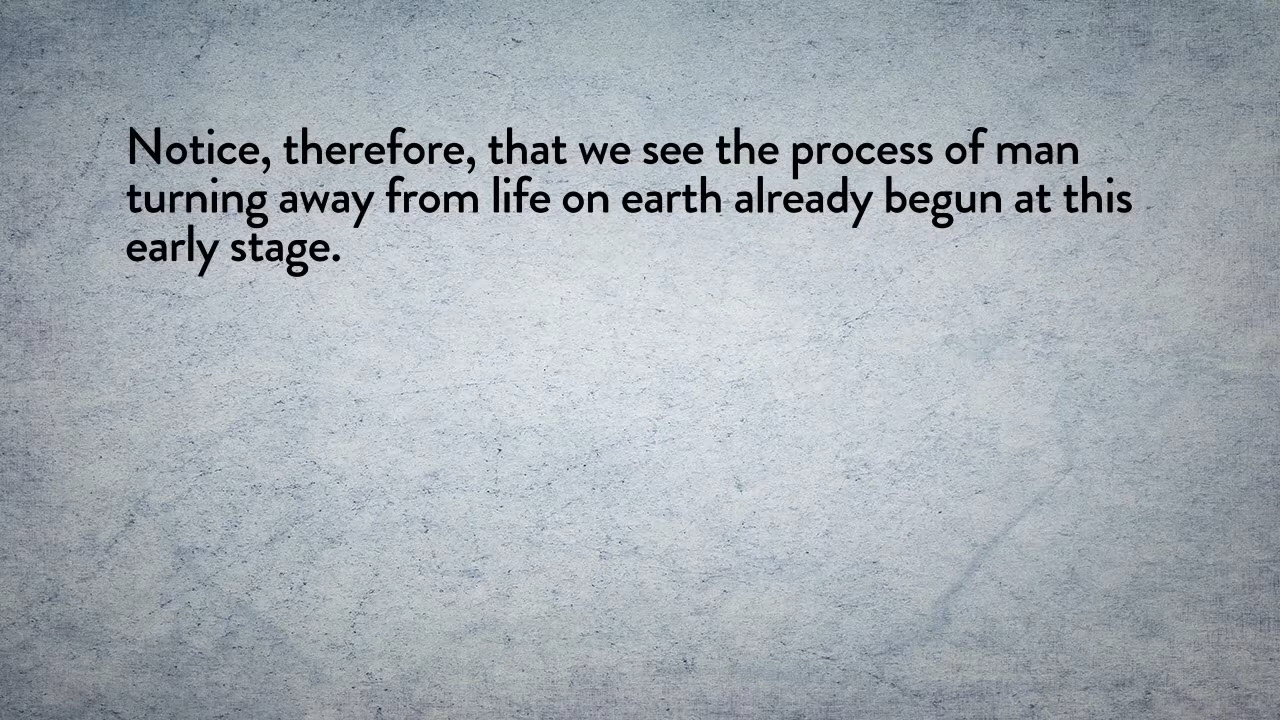 Notice, therefore, that we see the process of man
turning away from life on earth already begun at this
early stage.